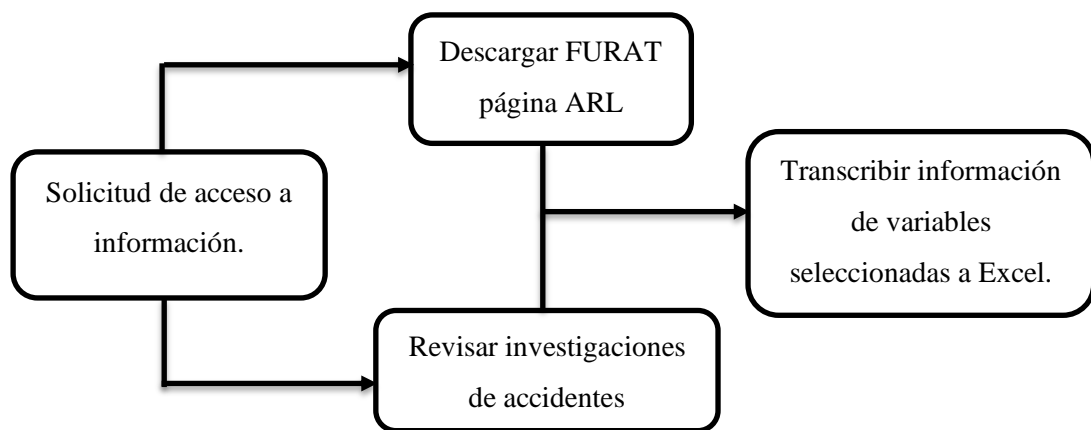 Descargar FURAT
página ARL
Solicitud de acceso a
información.
Transcribir información
de variables
seleccionadas a Excel.
Revisar investigaciones
de accidentes